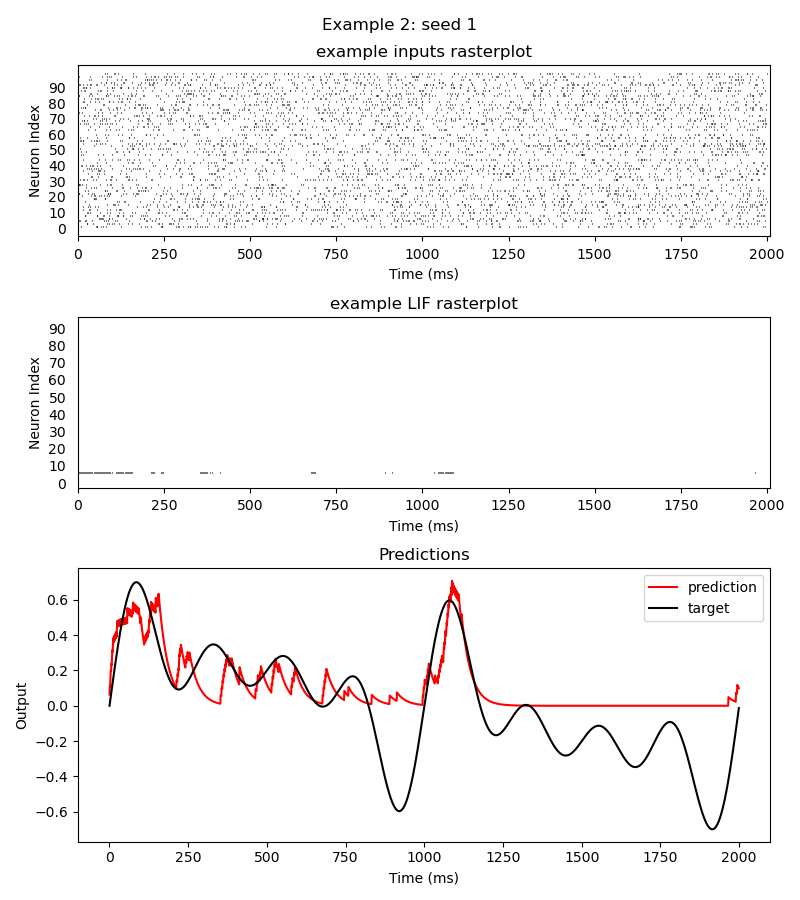 Example 2: seed 1
example inputs rasterplot
Neuron Index
90
80
70
60
50
40
30
20
10
0
0 250 500 750 1000 1250 1500 1750 2000
Time (ms)
example LIF rasterplot
Neuron Index
90
80
70
60
50
40
30
20
10
0
0 250 500 750 1000 1250 1500 1750 2000
Time (ms)
Predictions
Output
0.6
0.4
0.2
0.0
−0.2
−0.4
−0.6
prediction
target
0 250 500 750 1000 1250 1500 1750 2000
Time (ms)